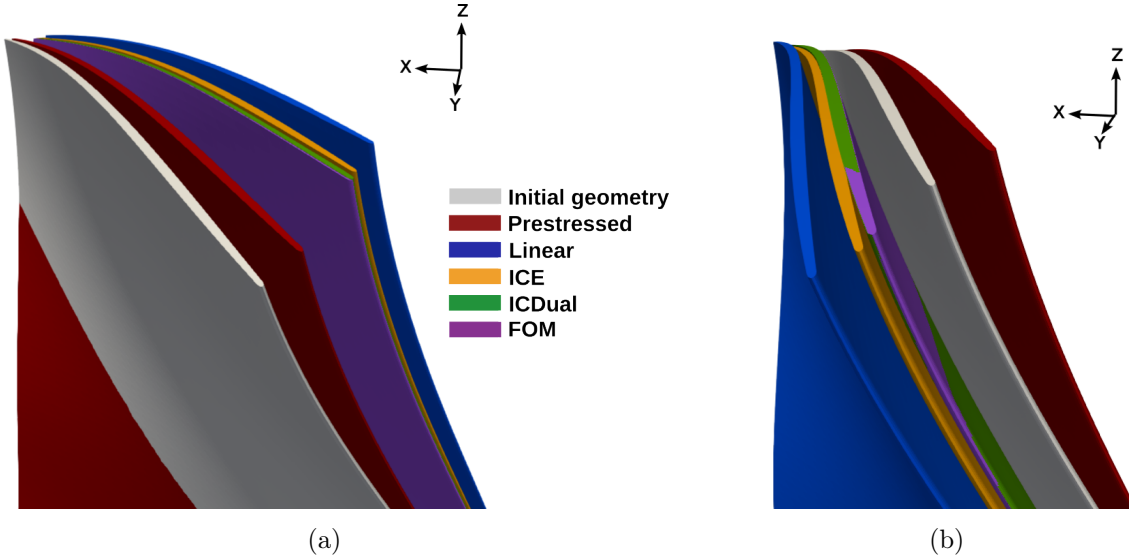 Z
X
Y
Z
X
Y
Initial geometry
Prestressed
Linear
ICE
ICDual
FOM
(a)
(b)